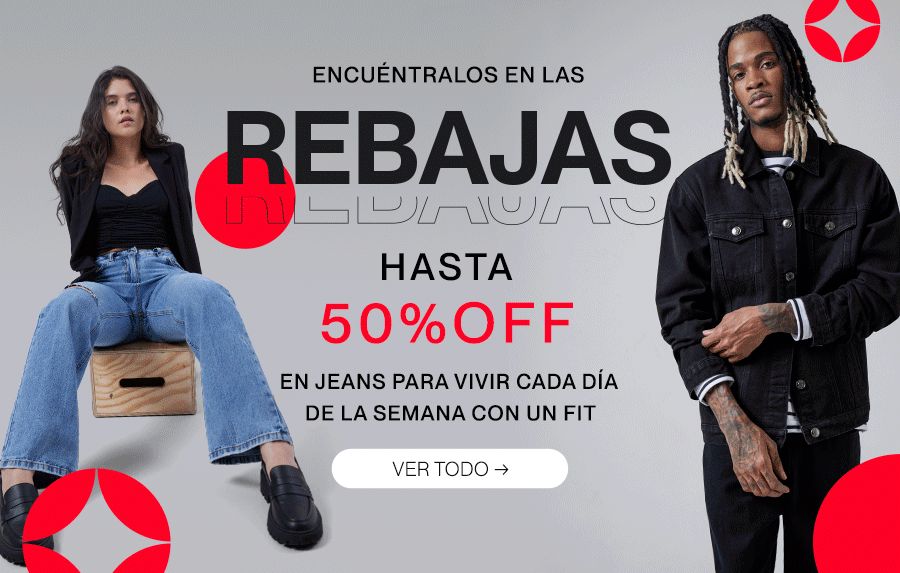 ENCUÉNTRALOS EN LAS
REBAJAS
REBAJAS
HASTA
50%OFF
EN JEANS PARA VIVIR CADA DÍA
DE LA SEMANA CON UN FIT
VER TODO →